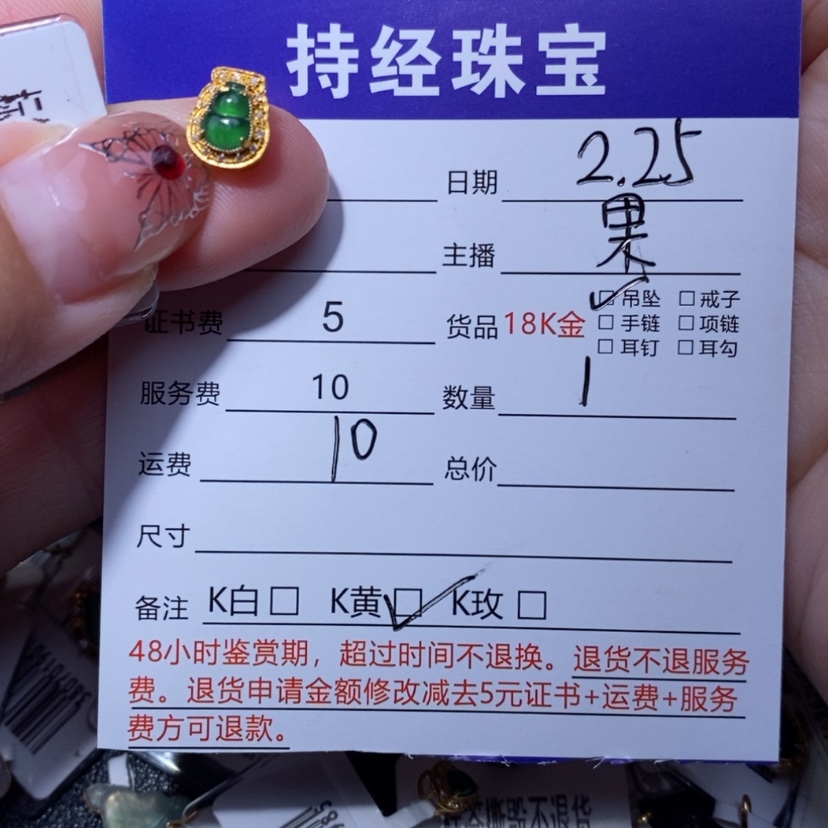 持经珠宝
日期 2.25
主播 果
证书费 5 货品 18K金 吊坠 戒子
手链 项链
耳钉 耳勾
服务费 10 数量 1
运费 10 总价
尺寸
备注 K白 K黄 K玫
48小时鉴赏期，超过时间不退换。退货不退服务
费。退货申请金额修改减去5元证书+运费+服务
费方可退款。